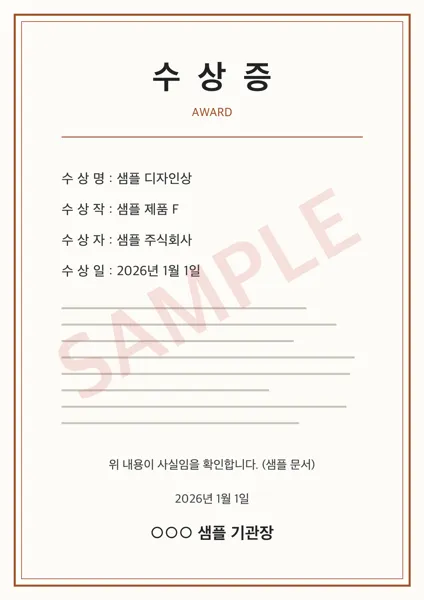 수 상 증
AWARD
수 상 명 : 샘플 디자인상
수 상 작 : 샘플 제품 F
수 상 자 : 샘플 주식회사
수 상 일 : 2026년 1월 1일
SAMPLE
위 내용이 사실임을 확인합니다. (샘플 문서)
2026년 1월 1일
○○○ 샘플 기관장